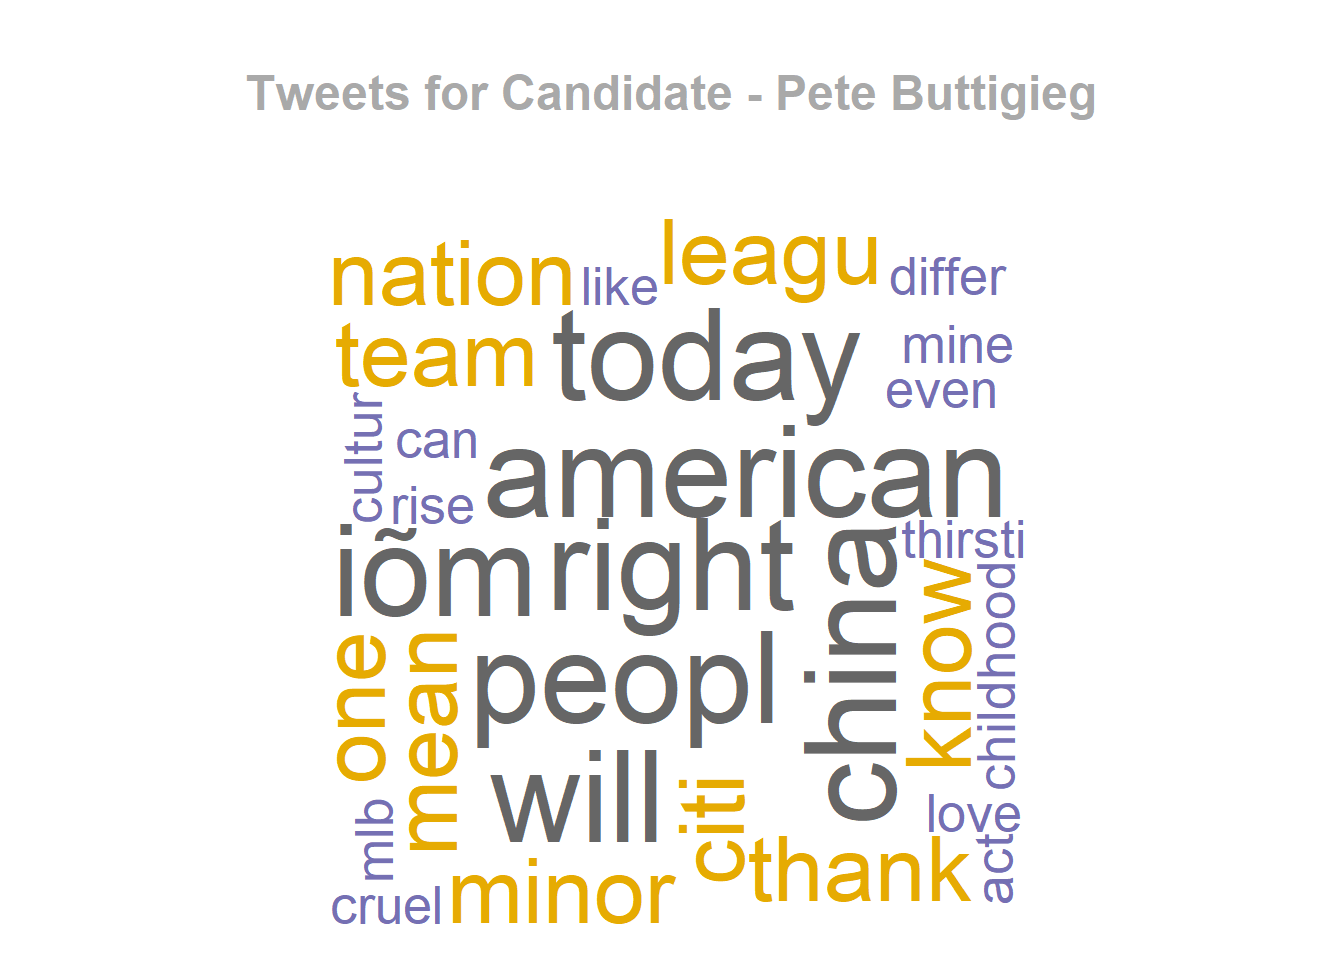 Tweets for Candidate - Pete Buttigieg
nation
like
leagu
differ
team
today
mine
even
cultur
can
american
rise
iõm
right
china
thirsti
one
mean
peopl
know
childhood
will
citi
love
mlb
cruel
minor
thank
act